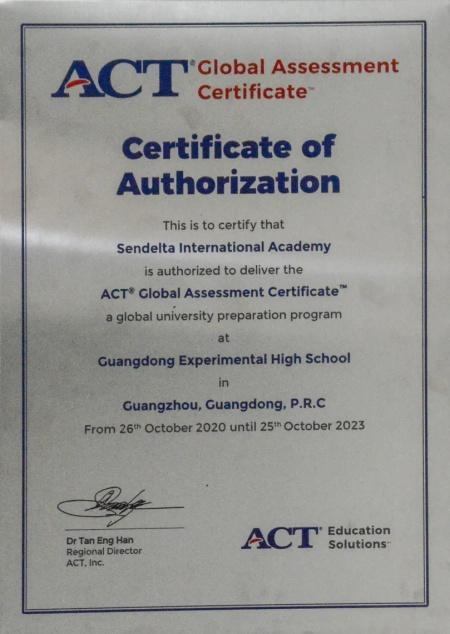 ACT® Global Assessment
Certificate™
Certificate of
Authorization
This is to certify that
Sendelta International Academy
is authorized to deliver the
ACT® Global Assessment Certificate™
a global university preparation program
at
Guangdong Experimental High School
in
Guangzhou, Guangdong, P.R.C
From 26th October 2020 until 25th October 2023
Dr Tan Eng Han
Regional Director
ACT, Inc.
ACT® Education
Solutions™